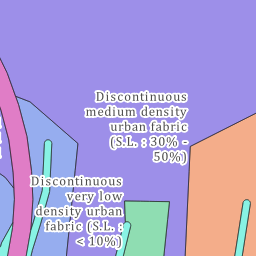 Discontinuous
medium density
urban fabric
(S.L. : 30% -
50%)
Discontinuous
very low
density urban
fabric (S.L. :
< 10%)